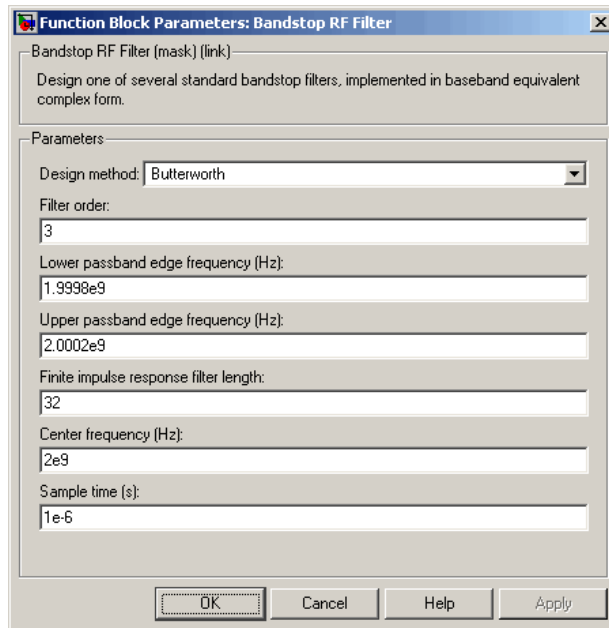 Function Block Parameters: Bandstop RF Filter
Bandstop RF Filter (mask) (link)
Design one of several standard bandstop filters, implemented in baseband equivalent
complex form.
Parameters
Design method: Butterworth
Filter order:
3
Lower passband edge frequency (Hz):
1.9998e9
Upper passband edge frequency (Hz):
2.0002e9
Finite impulse response filter length:
32
Center frequency (Hz):
2e9
Sample time (s):
1e-6
OK Cancel Help Apply